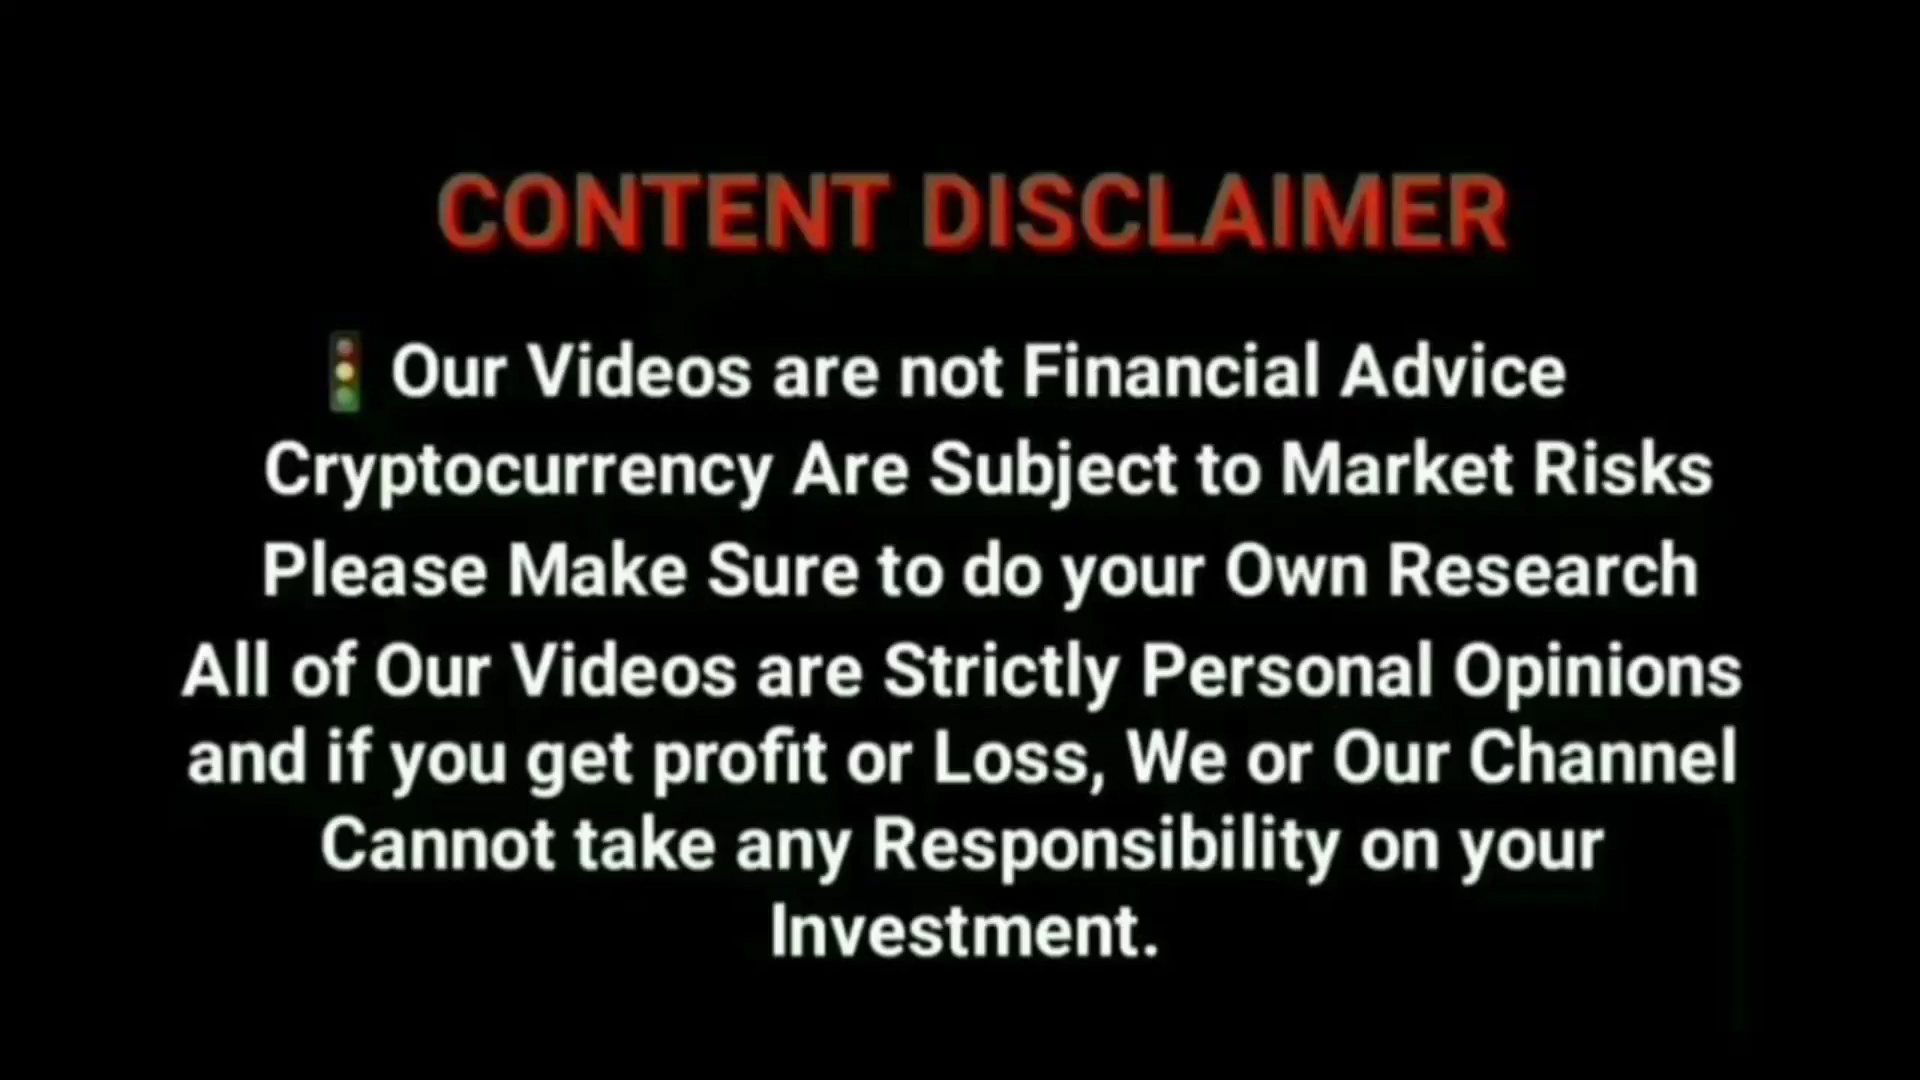 CONTENT DISCLAIMER
🚦 Our Videos are not Financial Advice
Cryptocurrency Are Subject to Market Risks
Please Make Sure to do your Own Research
All of Our Videos are Strictly Personal Opinions
and if you get profit or Loss, We or Our Channel
Cannot take any Responsibility on your
Investment.